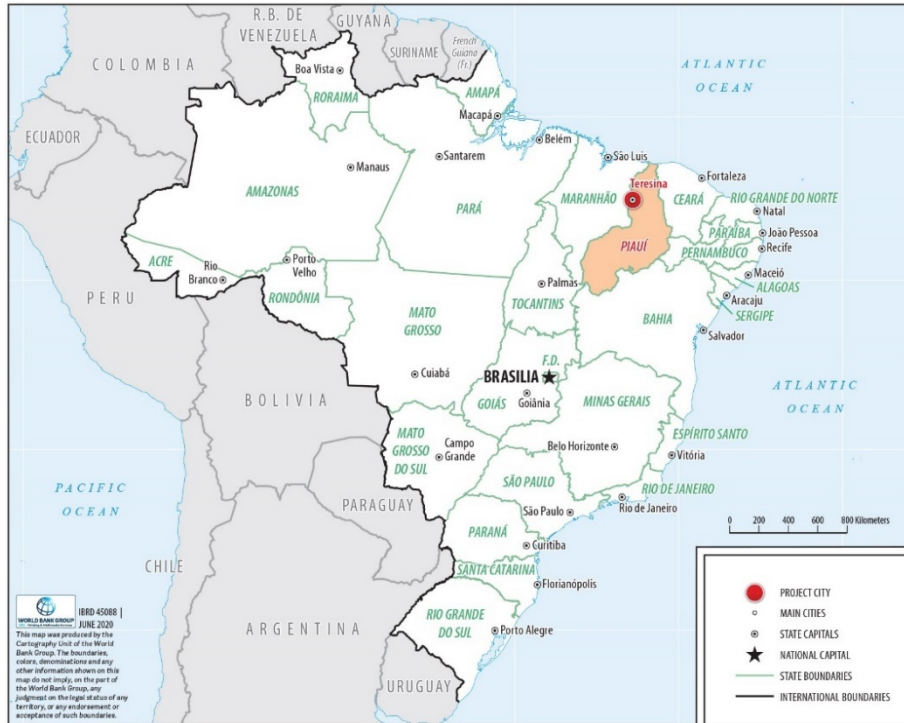 R.B. DE
VENEZUELA
GUYANA
SURINAME
French
Guiana (Fr.)
COLOMBIA
ATLANTIC
OCEAN
Boa Vista
RORAIMA
AMAPÁ
Macapá
ECUADOR
Belém
Santarem
Manaus
São Luis
Fortaleza
Teresina
AMAZONAS
PARÁ
MARANHÃO
CEARÁ
RIO GRANDE DO NORTE
Natal
PARAÍBA
João Pessoa
PIAUÍ
PERNAMBUCO
Recife
ACRE
Rio
Branco
Porto
Velho
Maceió
ALAGOAS
Palmas
TOCANTINS
Aracaju
SERGIPE
PERU
RONDÔNIA
MATO
GROSSO
BAHIA
Salvador
F.D.
BRASILIA
Cuiabá
GOIÁS
Goiânia
MINAS GERAIS
ATLANTIC
OCEAN
BOLIVIA
MATO
GROSSO
DO SUL
Campo
Grande
Belo Horizonte
ESPÍRITO SANTO
Vitória
PACIFIC
OCEAN
SÃO PAULO
RIO DE JANEIRO
Rio de Janeiro
PARAGUAY
São Paulo
0 200 400 600 800 Kilometers
PARANÁ
Curitiba
CHILE
SANTA CATARINA
Florianópolis
ARGENTINA
RIO GRANDE
DO SUL
Porto Alegre
URUGUAY
PROJECT CITY
MAIN CITIES
STATE CAPITALS
NATIONAL CAPITAL
STATE BOUNDARIES
INTERNATIONAL BOUNDARIES
WORLD BANK GROUP
IBRD 45088 |
JUNE 2020
This map was produced by the
Cartography Unit of the World
Bank Group. The boundaries,
colors, denominations and any
other information shown on this
map do not imply, on the part of
the World Bank Group, any
judgment on the legal status of any
territory, or any endorsement or
acceptance of such boundaries.